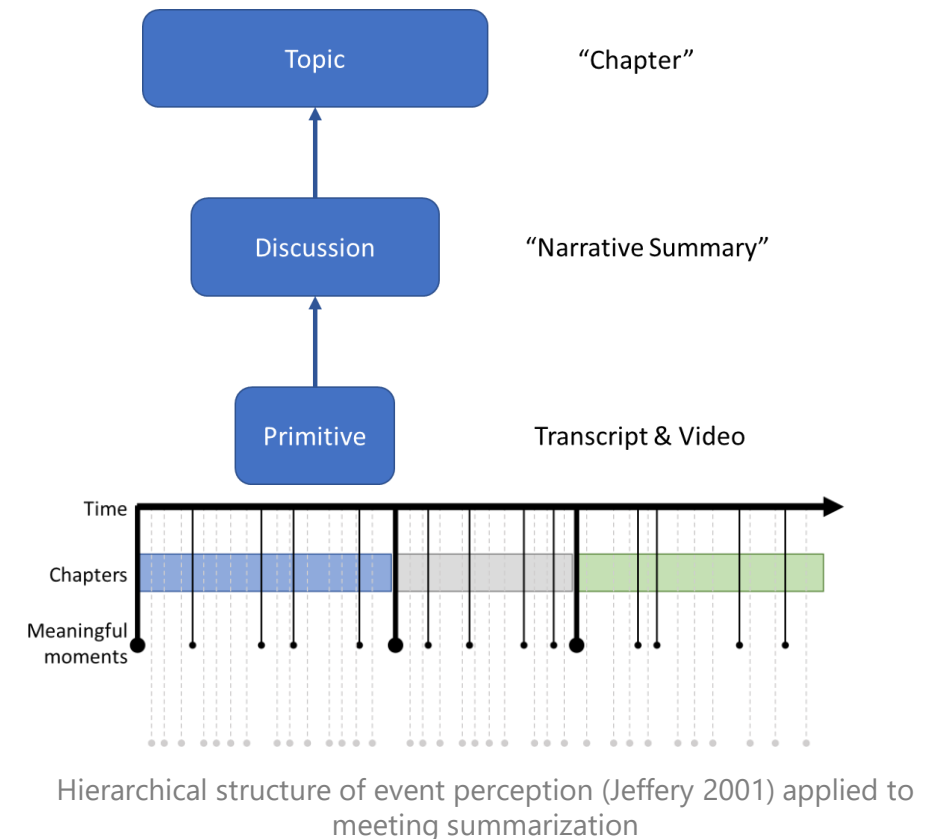 Topic
“Chapter”
Discussion
“Narrative Summary”
Primitive
Transcript & Video
Time
Chapters
Meaningful
moments
Hierarchical structure of event perception (Jeffery 2001) applied to
meeting summarization